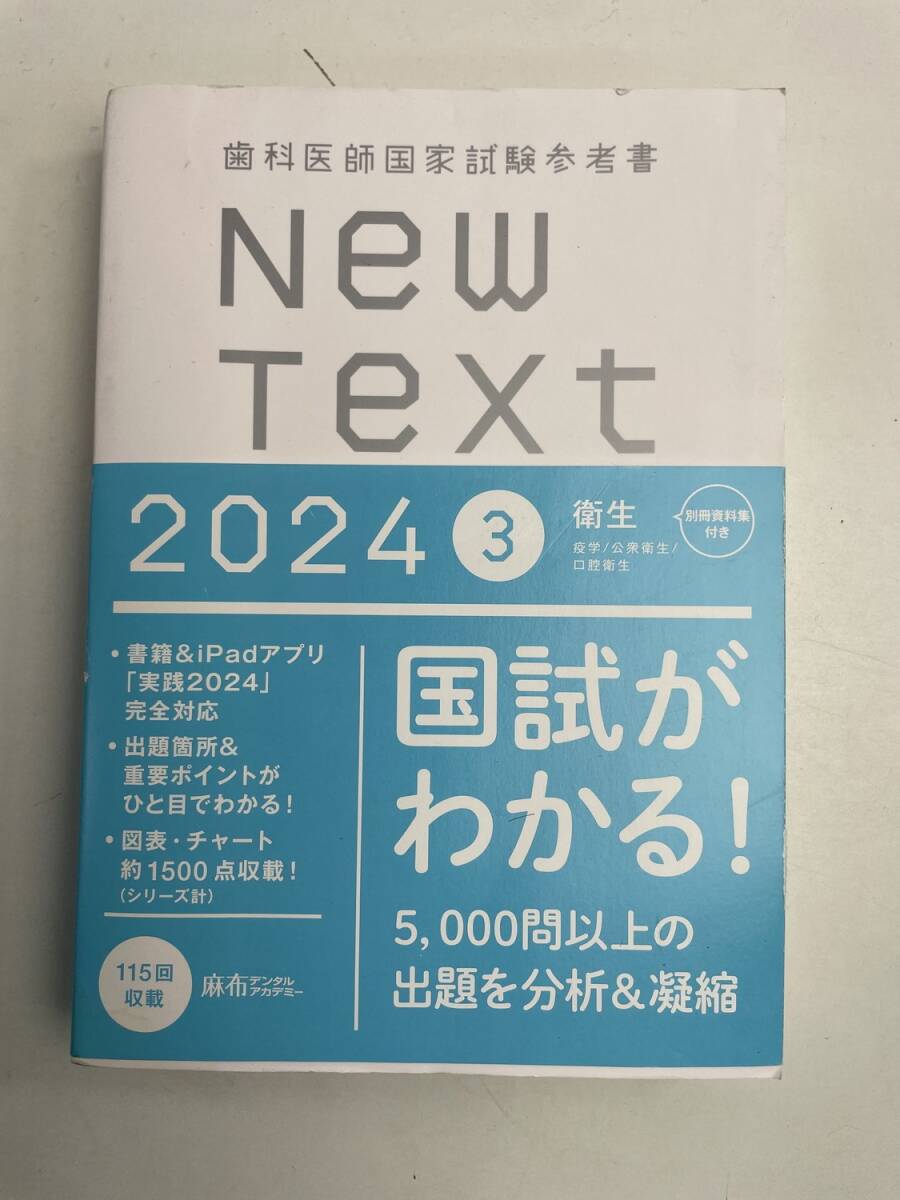 歯科医師国家試験参考書
New
Text
2024 3
衛生
疫学/公衆衛生/
口腔衛生
別冊資料集
付き
・書籍&iPadアプリ
「実践2024」
完全対応
・出題箇所&
重要ポイントが
ひと目でわかる!
・図表・チャート
約1500点収載!
(シリーズ計)
115回
収載
麻布デンタル
アカデミー
国試が
わかる!
5,000問以上の
出題を分析&凝縮